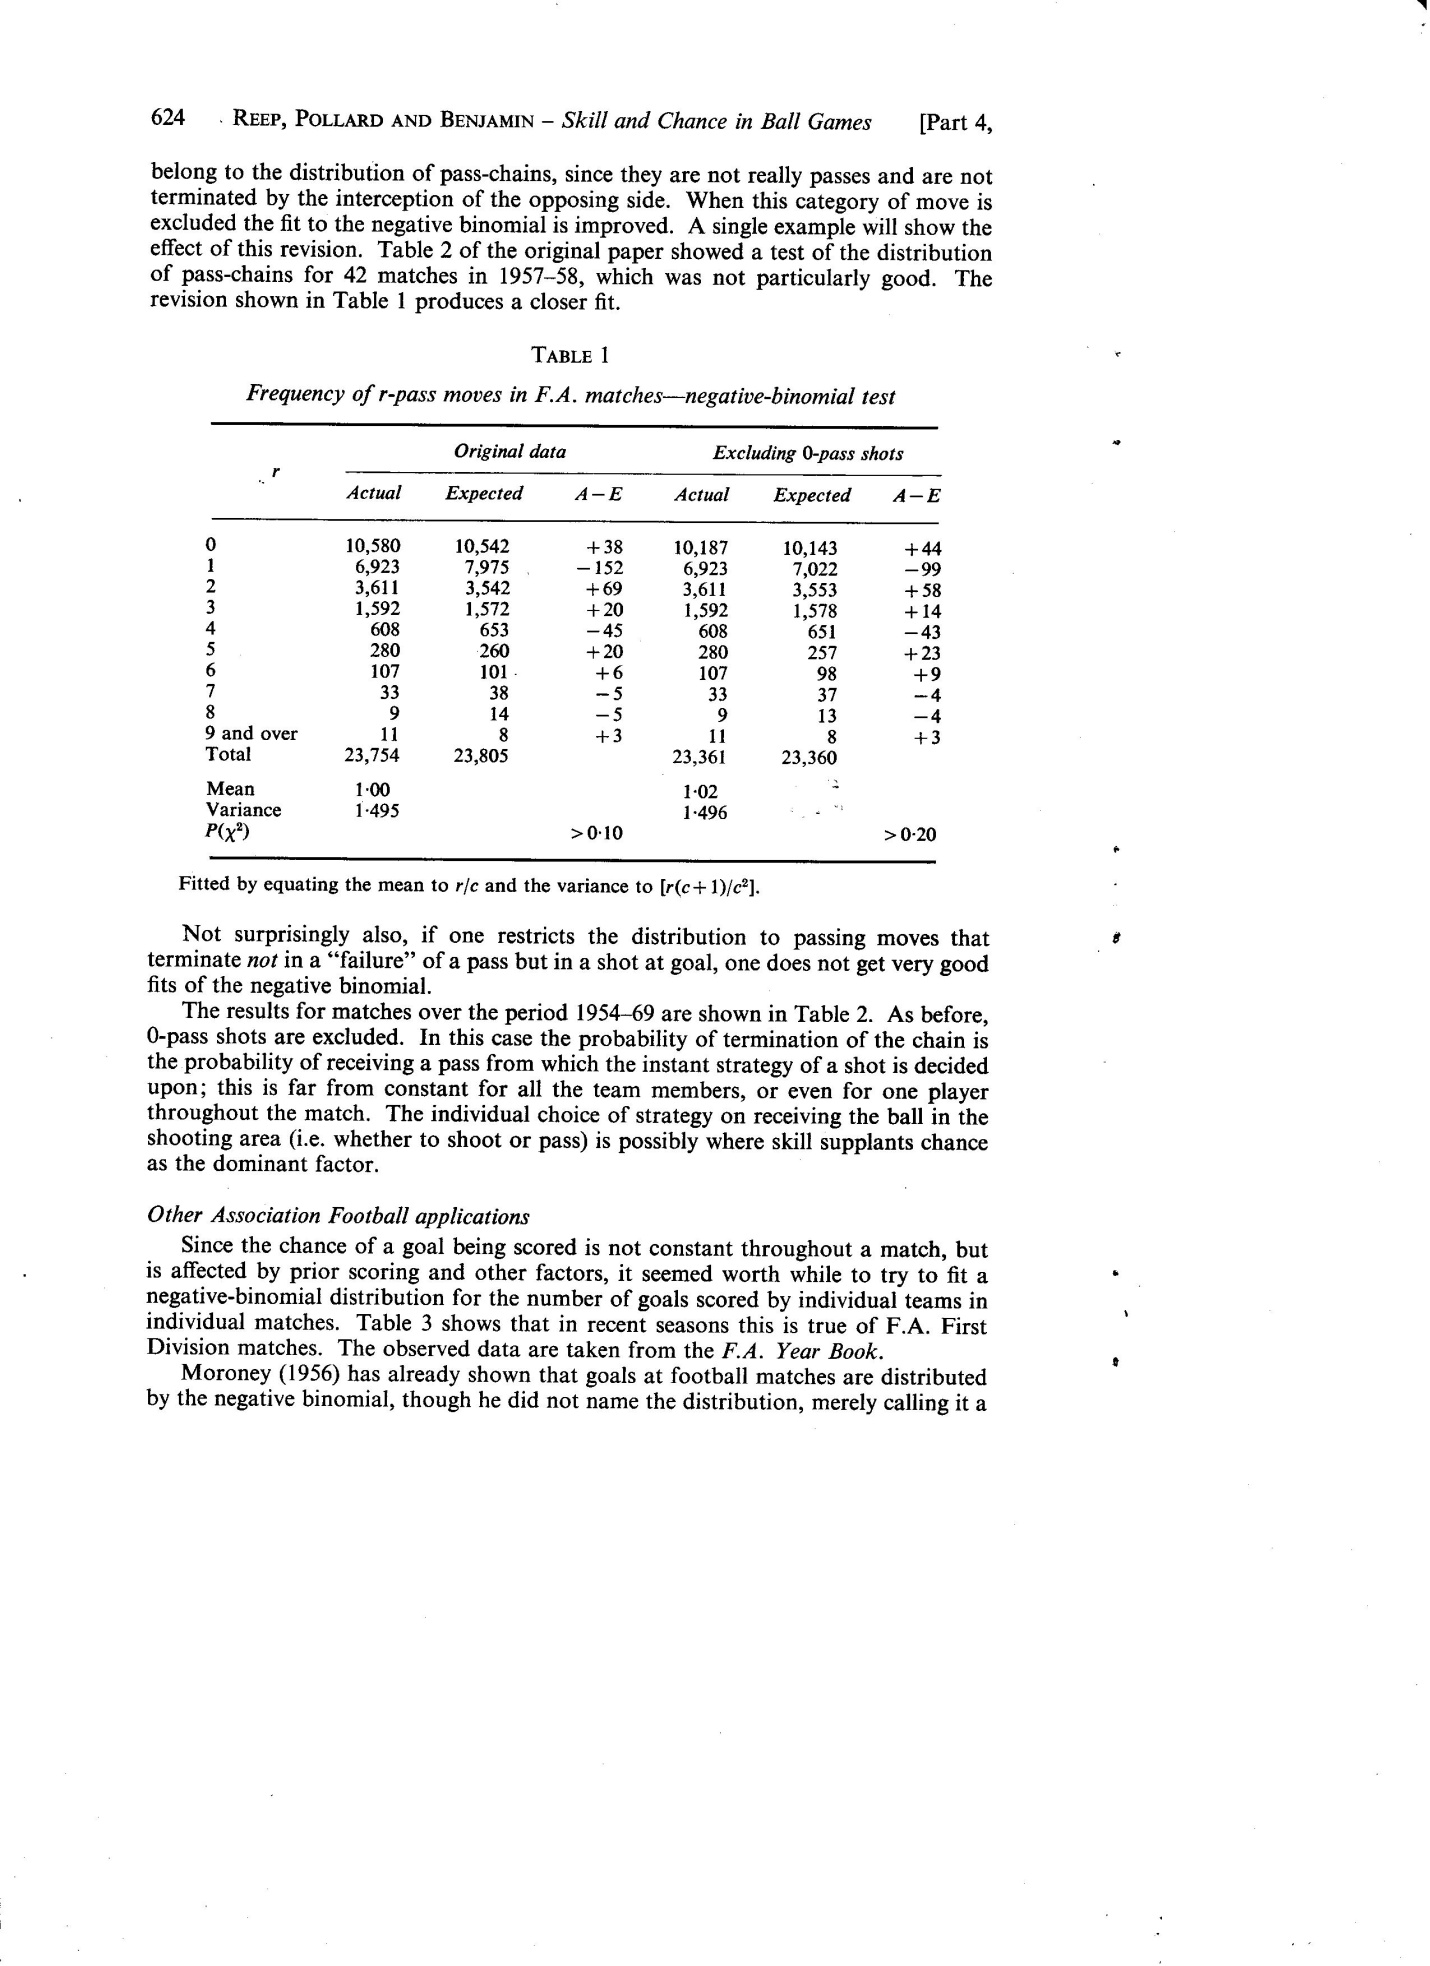 624 REEP, POLLARD AND BENJAMIN – Skill and Chance in Ball Games [Part 4,
belong to the distribution of pass-chains, since they are not really passes and are not
terminated by the interception of the opposing side. When this category of move is
excluded the fit to the negative binomial is improved. A single example will show the
effect of this revision. Table 2 of the original paper showed a test of the distribution
of pass-chains for 42 matches in 1957–58, which was not particularly good. The
revision shown in Table 1 produces a closer fit.
TABLE 1
Frequency of r-pass moves in F.A. matches—negative-binomial test
Original data Excluding 0-pass shots
r
Actual Expected A–E Actual Expected A–E
0 10,580 10,542 +38 10,187 10,143 +44
1 6,923 7,975 –152 6,923 7,022 –99
2 3,611 3,542 +69 3,611 3,553 +58
3 1,592 1,572 +20 1,592 1,578 +14
4 608 653 –45 608 651 –43
5 280 260 +20 280 257 +23
6 107 101 +6 107 98 +9
7 33 38 –5 33 37 –4
8 9 14 –5 9 13 –4
9 and over 11 8 +3 11 8 +3
Total 23,754 23,805 23,361 23,360
Mean 1·00 1·02
Variance 1·495 1·496
P(χ²) >0·10 >0·20
Fitted by equating the mean to r/c and the variance to [r(c+1)/c²].
Not surprisingly also, if one restricts the distribution to passing moves that
terminate not in a “failure” of a pass but in a shot at goal, one does not get very good
fits of the negative binomial.
The results for matches over the period 1954–69 are shown in Table 2. As before,
0-pass shots are excluded. In this case the probability of termination of the chain is
the probability of receiving a pass from which the instant strategy of a shot is decided
upon; this is far from constant for all the team members, or even for one player
throughout the match. The individual choice of strategy on receiving the ball in the
shooting area (i.e. whether to shoot or pass) is possibly where skill supplants chance
as the dominant factor.
Other Association Football applications
Since the chance of a goal being scored is not constant throughout a match, but
is affected by prior scoring and other factors, it seemed worth while to try to fit a
negative-binomial distribution for the number of goals scored by individual teams in
individual matches. Table 3 shows that in recent seasons this is true of F.A. First
Division matches. The observed data are taken from the F.A. Year Book.
Moroney (1956) has already shown that goals at football matches are distributed
by the negative binomial, though he did not name the distribution, merely calling it a